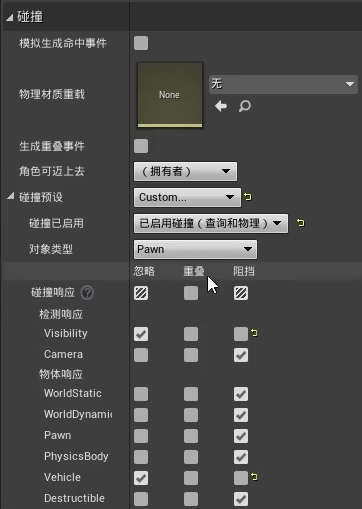 碰撞
模拟生成命中事件
物理材质重载
None
无
生成重叠事件
角色可迈上去
（拥有者）
碰撞预设
Custom...
碰撞已启用
已启用碰撞（查询和物理）
对象类型
Pawn
忽略 重叠 阻挡
碰撞响应 ?
检测响应
Visibility
Camera
物体响应
WorldStatic
WorldDynamic
Pawn
PhysicsBody
Vehicle
Destructible